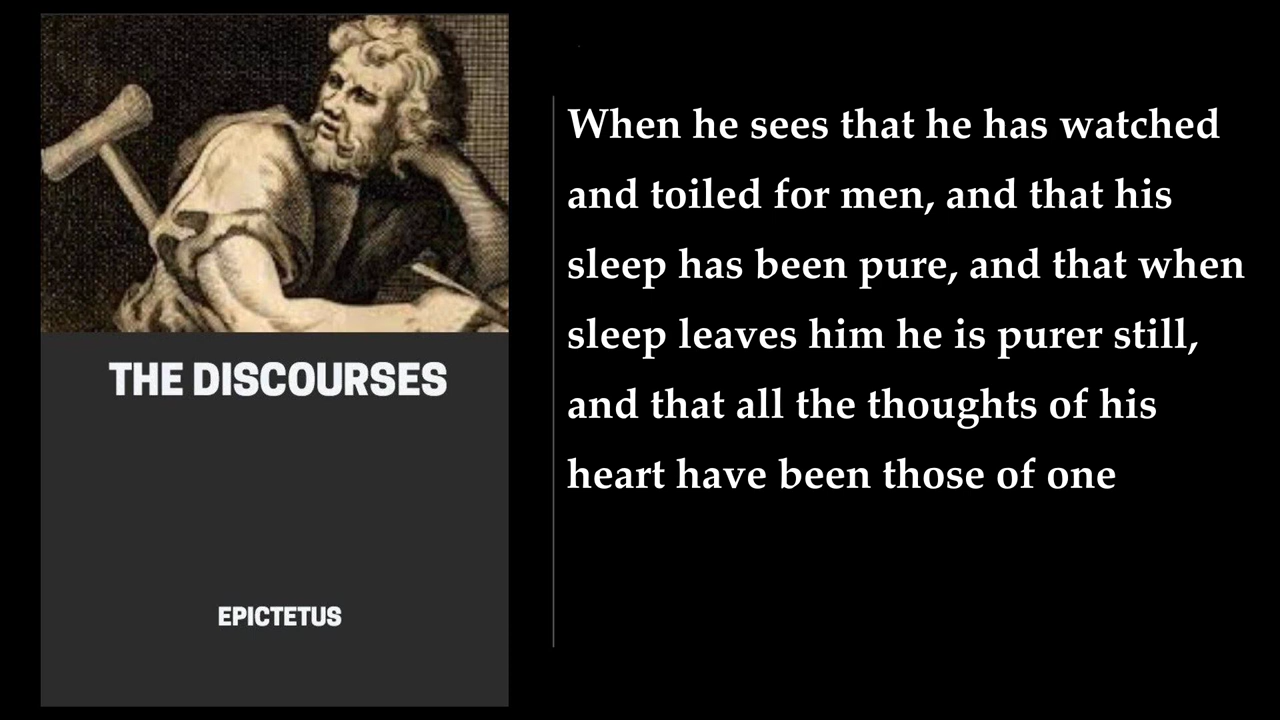 THE DISCOURSES
EPICTETUS
When he sees that he has watched
and toiled for men, and that his
sleep has been pure, and that when
sleep leaves him he is purer still,
and that all the thoughts of his
heart have been those of one